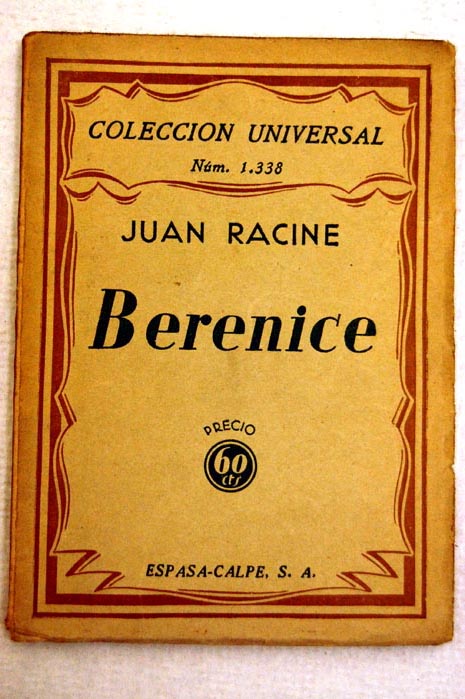 COLECCION UNIVERSAL
Núm. 1.338
JUAN RACINE
Berenice
PRECIO
60
cts
ESPASA-CALPE, S. A.